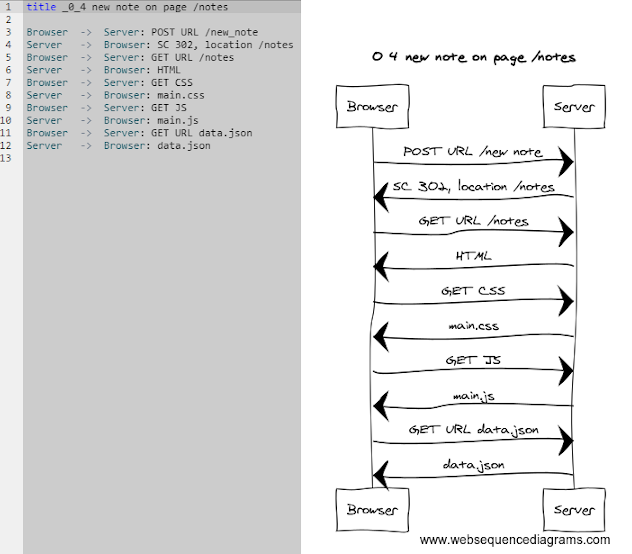 1 title _0_4 new note on page /notes
2
3 Browser -> Server: POST URL /new_note
4 Server -> Browser: SC 302, location /notes
5 Browser -> Server: GET URL /notes
6 Server -> Browser: HTML
7 Browser -> Server: GET CSS
8 Server -> Browser: main.css
9 Browser -> Server: GET JS
10 Server -> Browser: main.js
11 Browser -> Server: GET URL data.json
12 Server -> Browser: data.json
13
0 4 new note on page /notes
Browser Server
POST URL /new note
SC 302, location /notes
GET URL /notes
HTML
GET CSS
main.css
GET JS
main.js
GET URL data.json
data.json
Browser Server
www.websequencediagrams.com